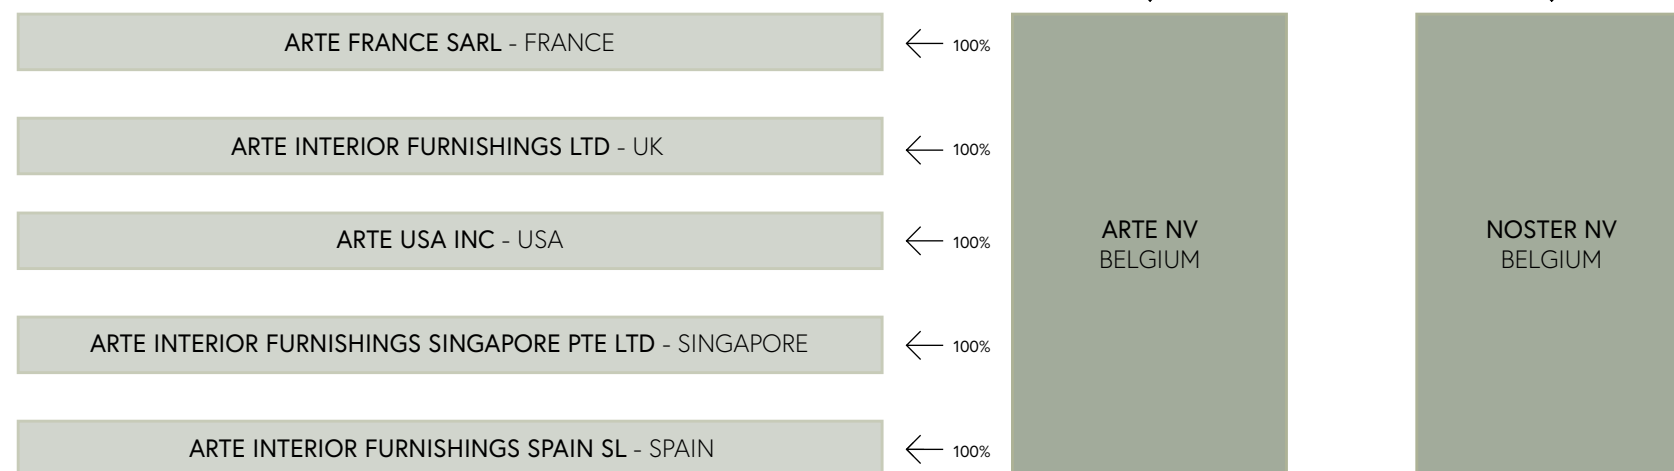 ARTE FRANCE SARL - FRANCE
100%
ARTE INTERIOR FURNISHINGS LTD - UK
100%
ARTE USA INC - USA
100%
ARTE INTERIOR FURNISHINGS SINGAPORE PTE LTD - SINGAPORE
100%
ARTE INTERIOR FURNISHINGS SPAIN SL - SPAIN
100%
ARTE NV
BELGIUM
NOSTER NV
BELGIUM